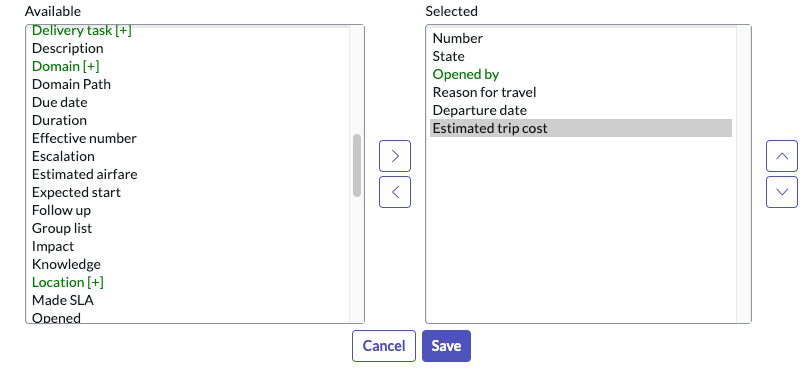 Available
Delivery task [+]
Description
Domain [+]
Domain Path
Due date
Duration
Effective number
Escalation
Estimated airfare
Expected start
Follow up
Group list
Impact
Knowledge
Location [+]
Made SLA
Opened
Selected
Number
State
Opened by
Reason for travel
Departure date
Estimated trip cost
Cancel
Save